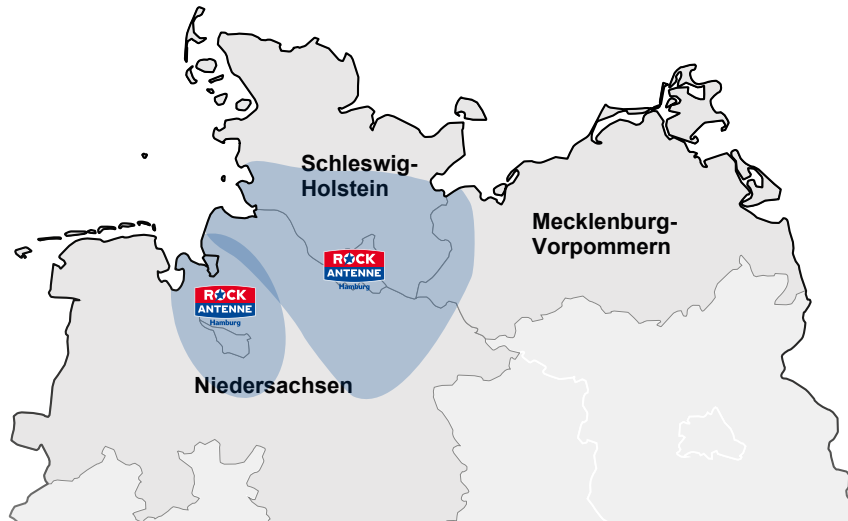 Schleswig-
Holstein
Mecklenburg-
Vorpommern
ROCK
ANTENNE
Hamburg
ROCK
ANTENNE
Hamburg
Niedersachsen